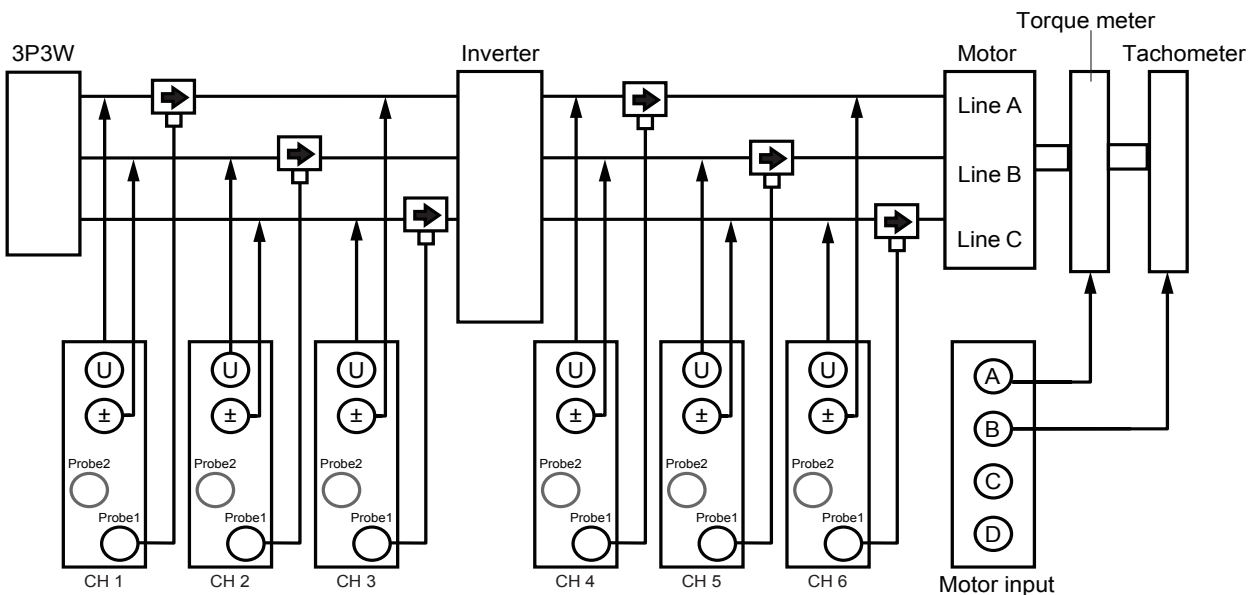 Torque meter
3P3W
Inverter
Motor
Tachometer
Line A
Line B
Line C
U
U
U
U
U
U
A
±
±
±
±
±
±
B
Probe2
Probe2
Probe2
Probe2
Probe2
Probe2
C
Probe1
Probe1
Probe1
Probe1
Probe1
Probe1
D
CH 1
CH 2
CH 3
CH 4
CH 5
CH 6
Motor input